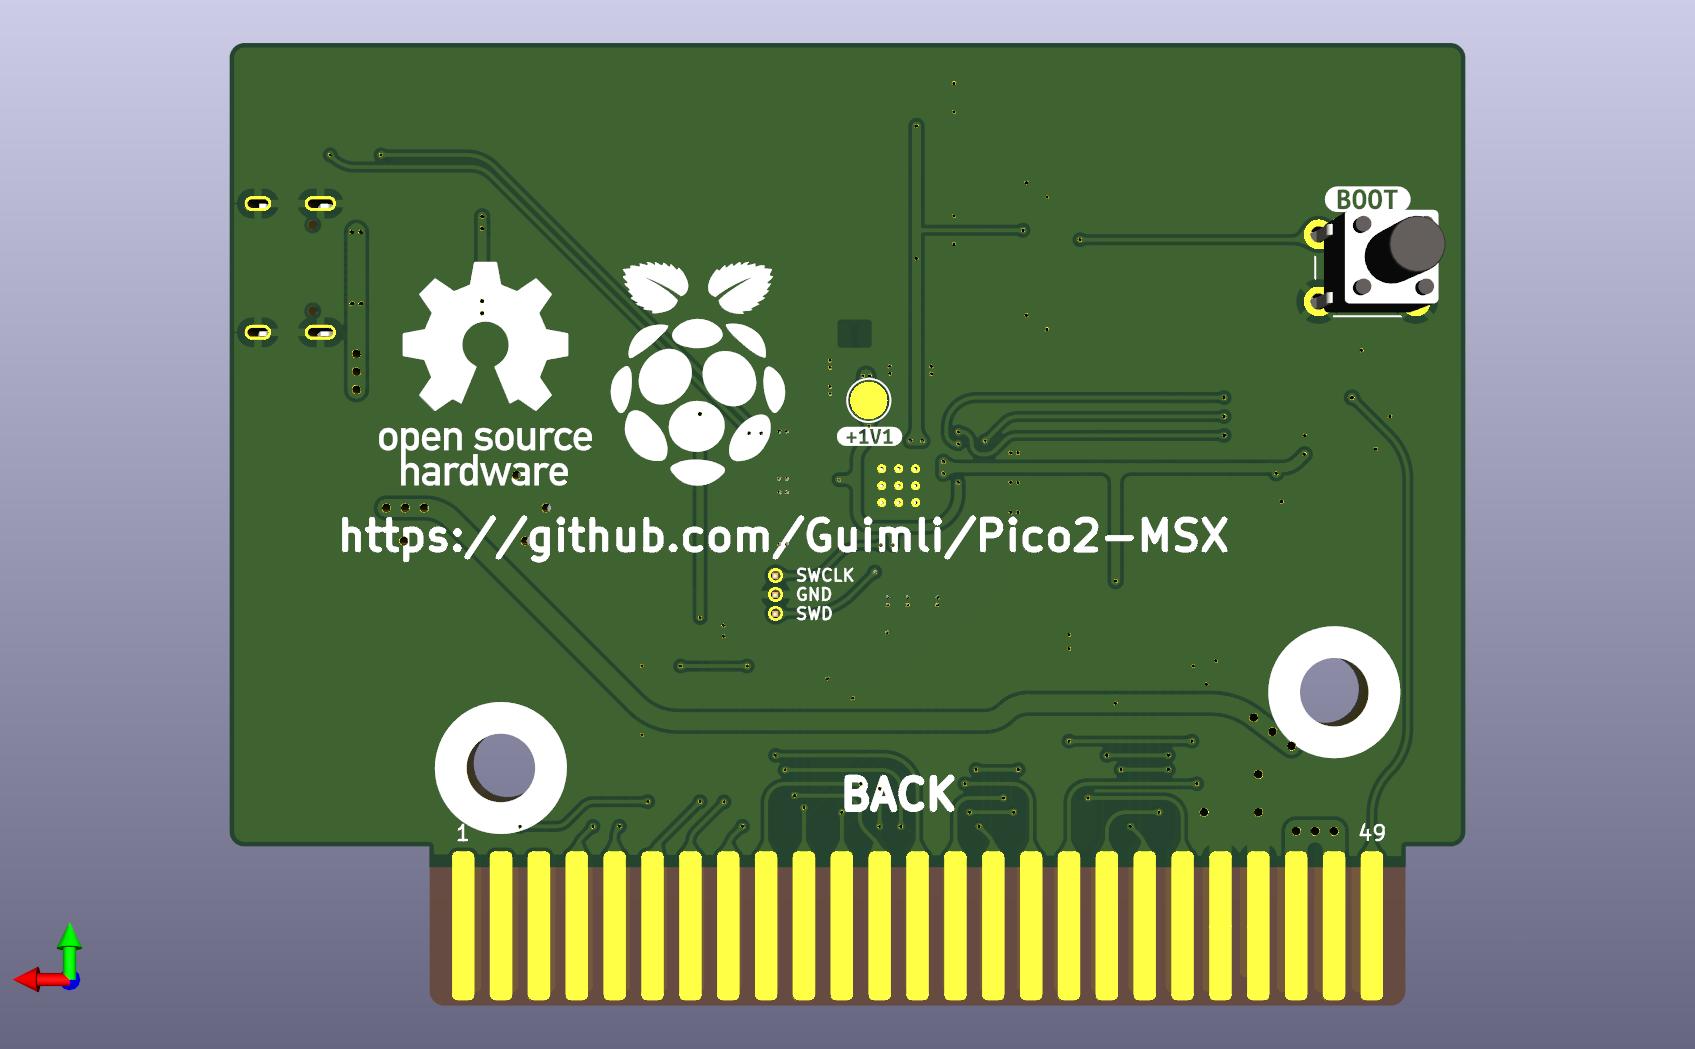 BOOT
open source
hardware
+1V1
https://github.com/Guimli/Pico2-MSX
SWCLK
GND
SWD
BACK
1
49